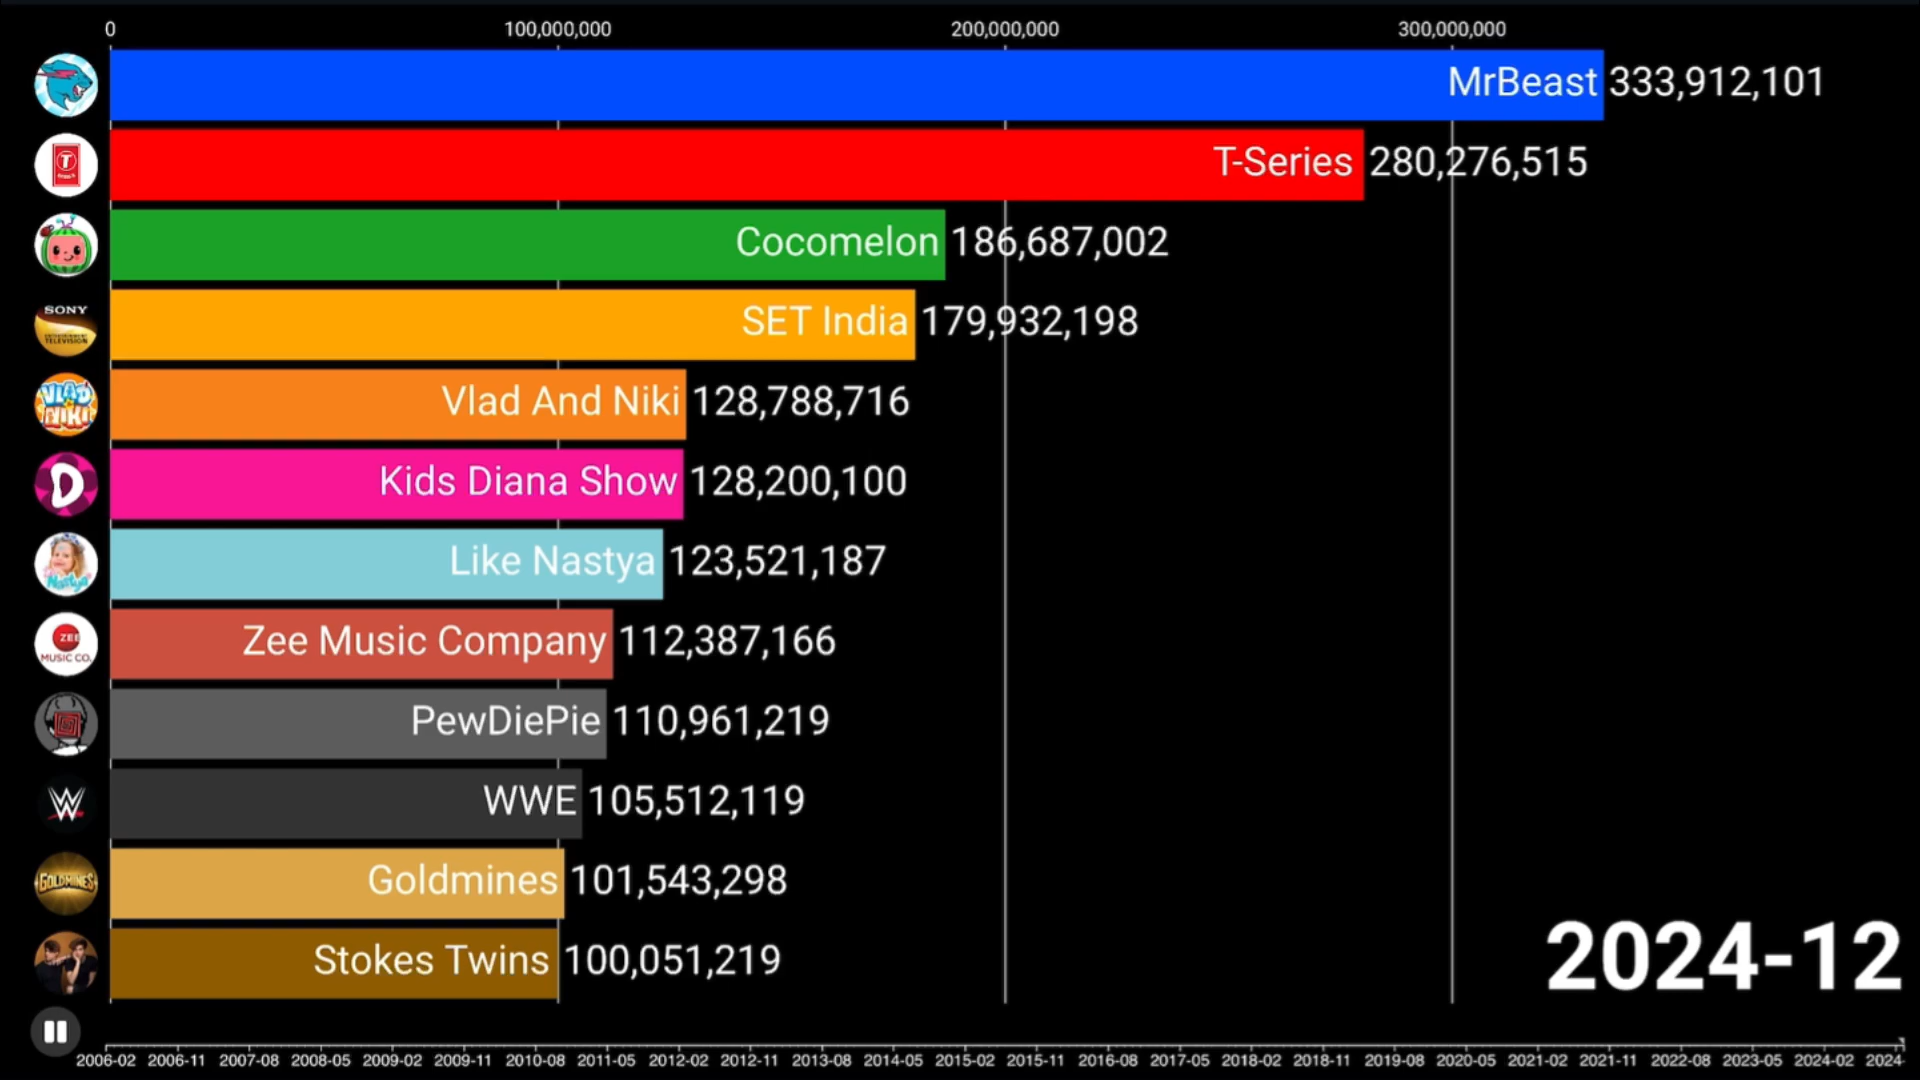 0 100,000,000 200,000,000 300,000,000
MrBeast 333,912,101
T-Series 280,276,515
Cocomelon 186,687,002
SONY
TELEVISION
SET India 179,932,198
VLAD
NIKI
Vlad And Niki 128,788,716
D
Kids Diana Show 128,200,100
Nastya
Like Nastya 123,521,187
ZEE
MUSIC CO.
Zee Music Company 112,387,166
PewDiePie 110,961,219
W
WWE 105,512,119
GOLDMINES
Goldmines 101,543,298
Stokes Twins 100,051,219
2024-12
2006-02 2006-11 2007-08 2008-05 2009-02 2009-11 2010-08 2011-05 2012-02 2012-11 2013-08 2014-05 2015-02 2015-11 2016-08 2017-05 2018-02 2018-11 2019-08 2020-05 2021-02 2021-11 2022-08 2023-05 2024-02 2024-